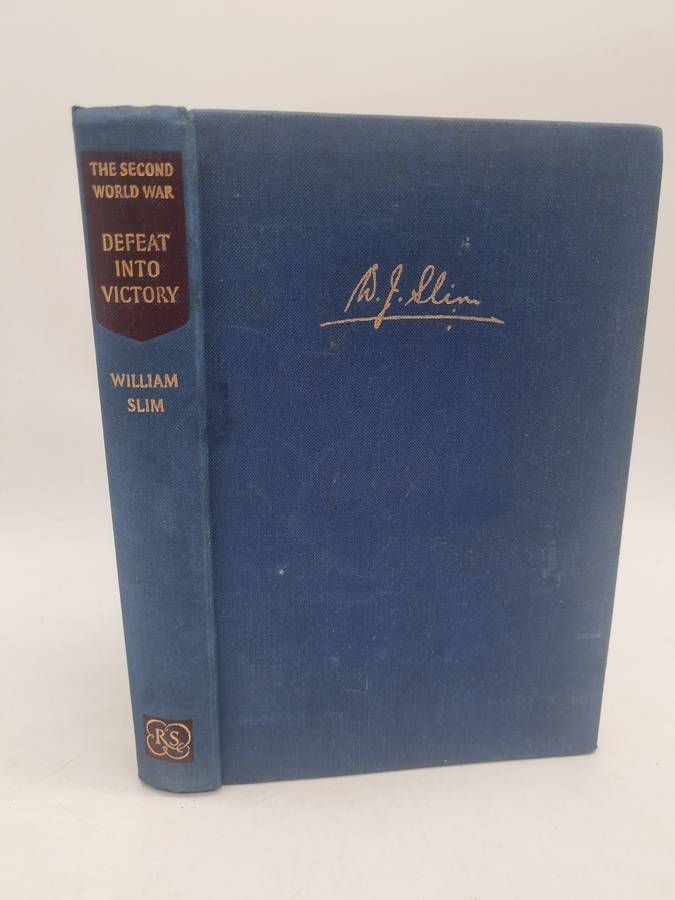 THE SECOND
WORLD WAR
DEFEAT
INTO
VICTORY
WILLIAM
SLIM
RS
W. J. Slim